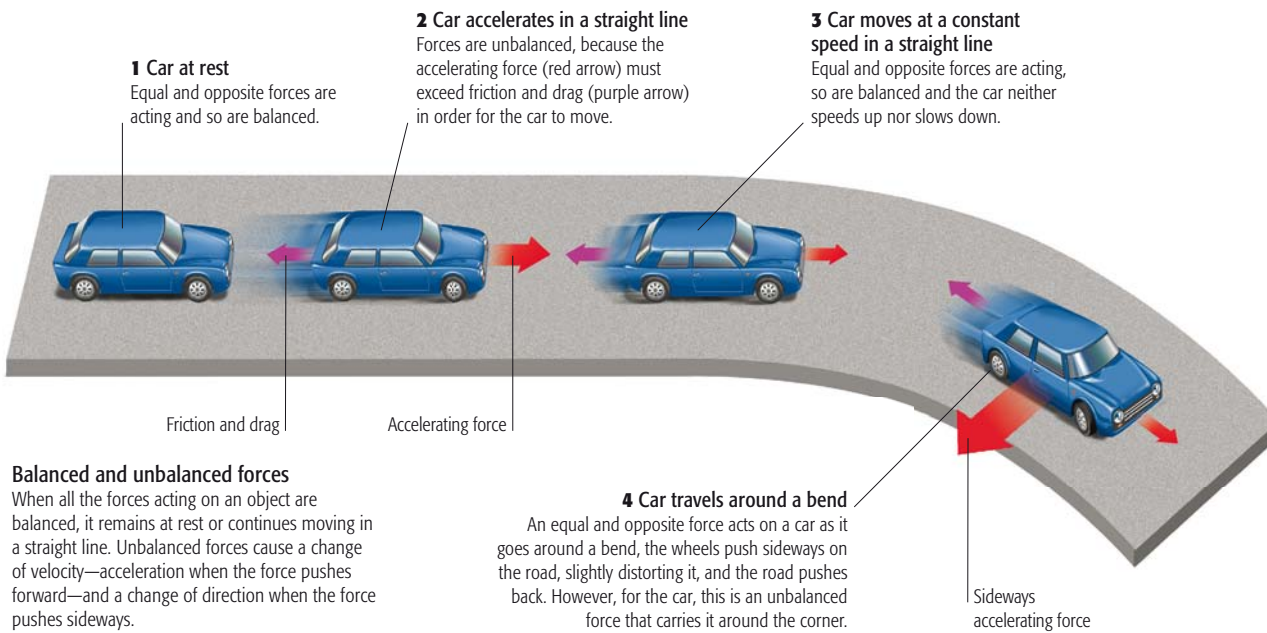 1 Car at rest
Equal and opposite forces are
acting and so are balanced.
2 Car accelerates in a straight line
Forces are unbalanced, because the
accelerating force (red arrow) must
exceed friction and drag (purple arrow)
in order for the car to move.
3 Car moves at a constant
speed in a straight line
Equal and opposite forces are acting,
so are balanced and the car neither
speeds up nor slows down.
Friction and drag
Accelerating force
Balanced and unbalanced forces
When all the forces acting on an object are
balanced, it remains at rest or continues moving in
a straight line. Unbalanced forces cause a change
of velocity—acceleration when the force pushes
forward—and a change of direction when the force
pushes sideways.
4 Car travels around a bend
An equal and opposite force acts on a car as it
goes around a bend, the wheels push sideways on
the road, slightly distorting it, and the road pushes
back. However, for the car, this is an unbalanced
force that carries it around the corner.
Sideways
accelerating force